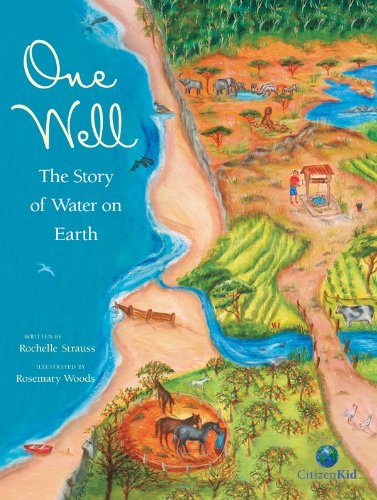 One
Well
The Story
of Water on
Earth
WRITTEN BY
Rochelle Strauss
ILLUSTRATED BY
Rosemary Woods
CitizenKid